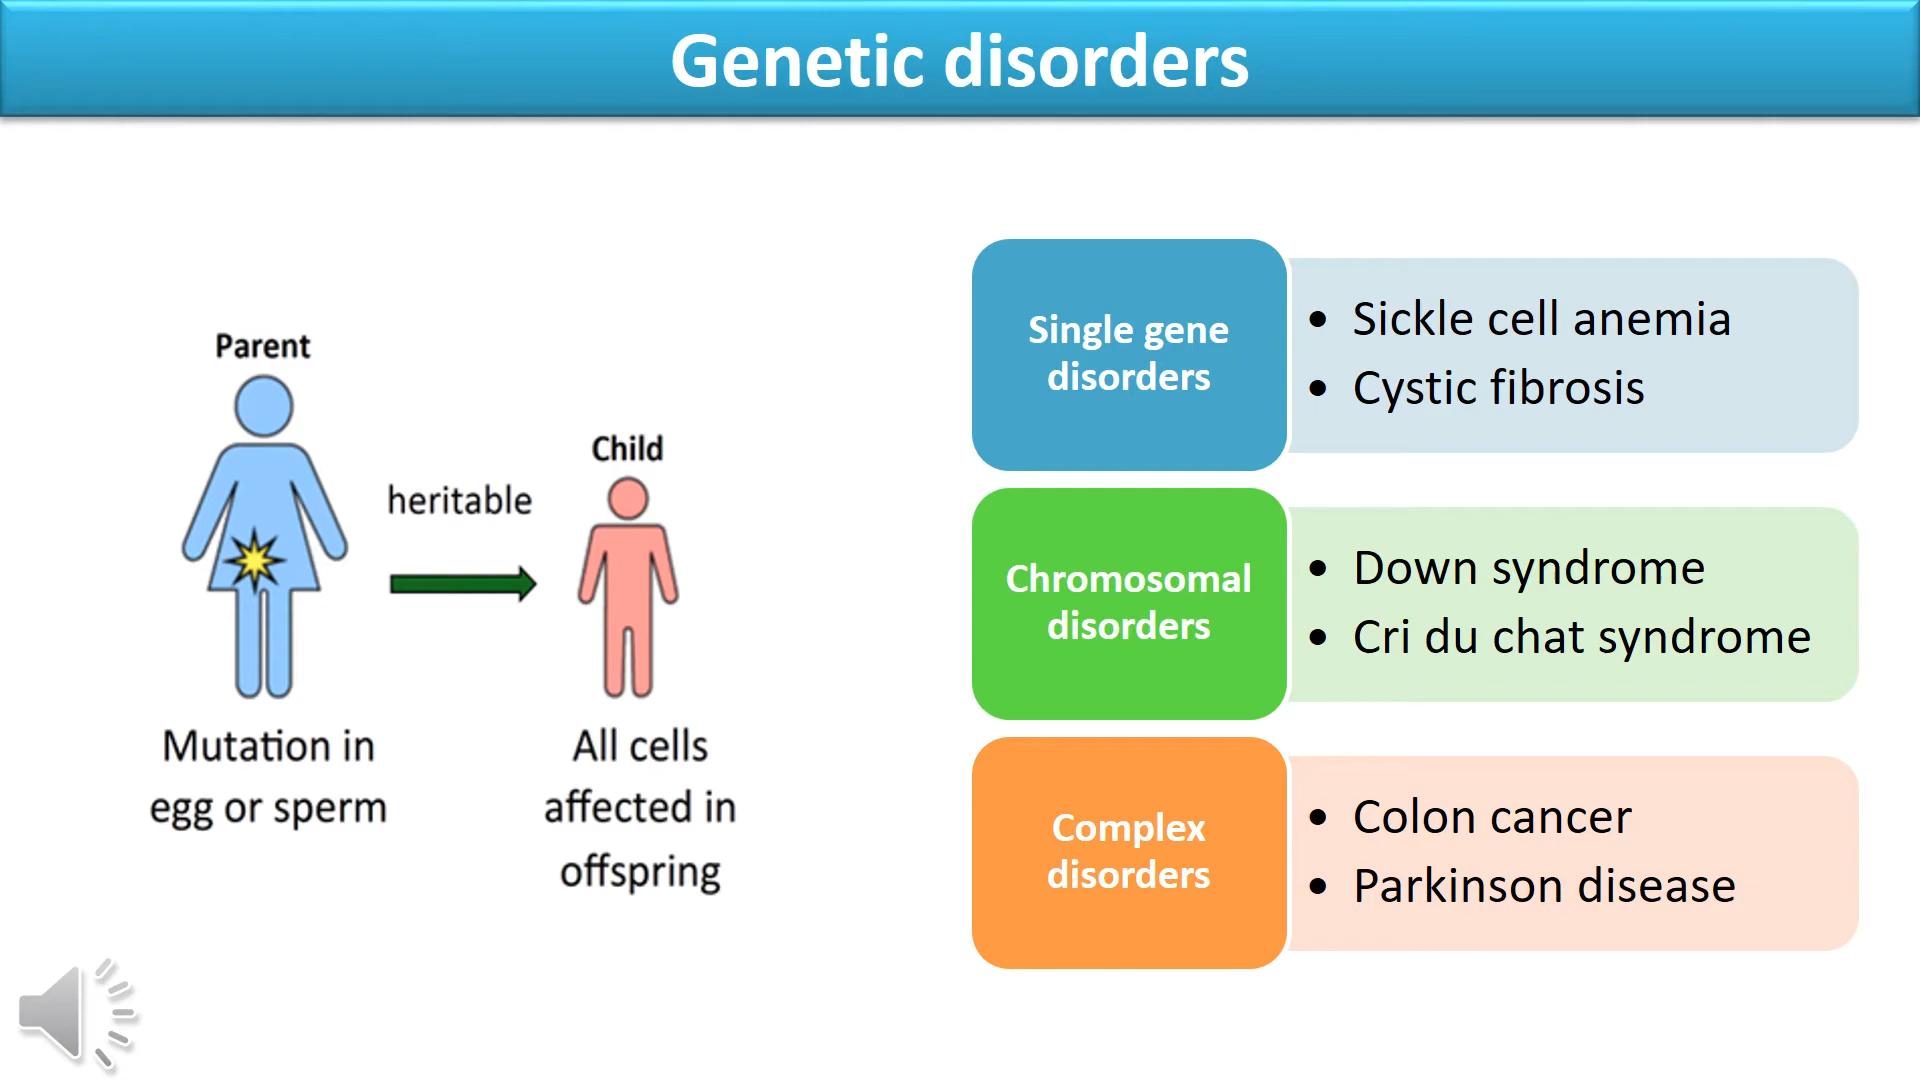 Genetic disorders
Parent
Child
heritable
Mutation in
egg or sperm
All cells
affected in
offspring
Single gene
disorders
• Sickle cell anemia
• Cystic fibrosis
Chromosomal
disorders
• Down syndrome
• Cri du chat syndrome
Complex
disorders
• Colon cancer
• Parkinson disease